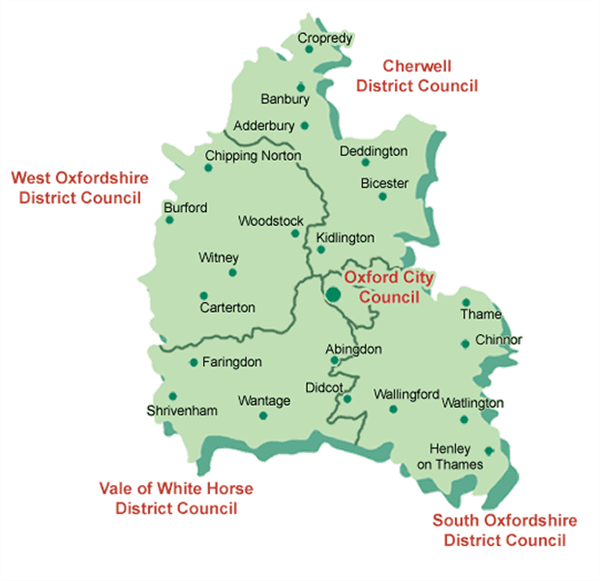 Cropredy
Cherwell
District Council
Banbury
Adderbury
Deddington
Chipping Norton
West Oxfordshire
District Council
Bicester
Burford
Woodstock
Kidlington
Witney
Oxford City
Council
Carterton
Thame
Chinnor
Abingdon
Faringdon
Didcot
Wallingford
Wantage
Watlington
Shrivenham
Henley
on Thames
Vale of White Horse
District Council
South Oxfordshire
District Council